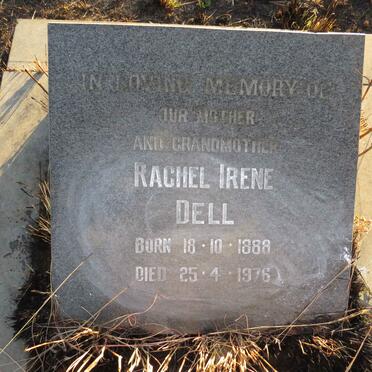 IN LOVING MEMORY OF
OUR MOTHER
AND GRANDMOTHER
RACHEL IRENE
DELL
BORN 18·10·1888
DIED 25·4·1976